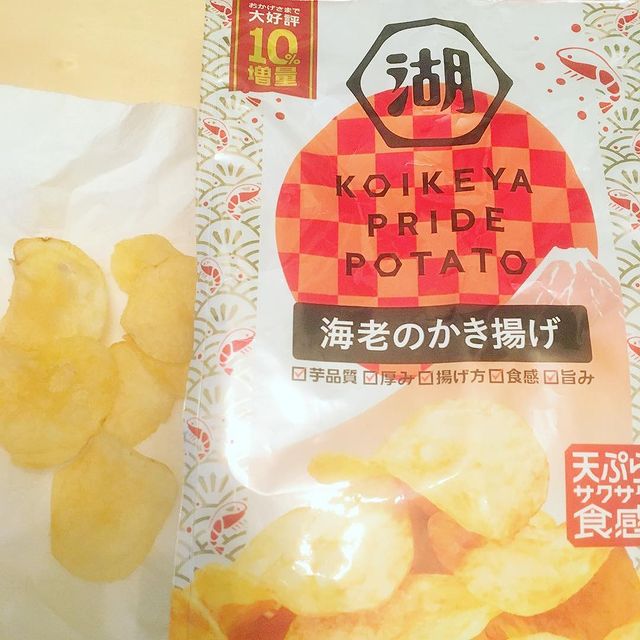 おかげさまで
大好評
10%
増量
湖
KOIKEYA
PRIDE
POTATO
海老のかき揚げ
☑芋品質 ☑厚み ☑揚げ方 ☑食感 ☑旨み
天ぷら
サクサク
食感